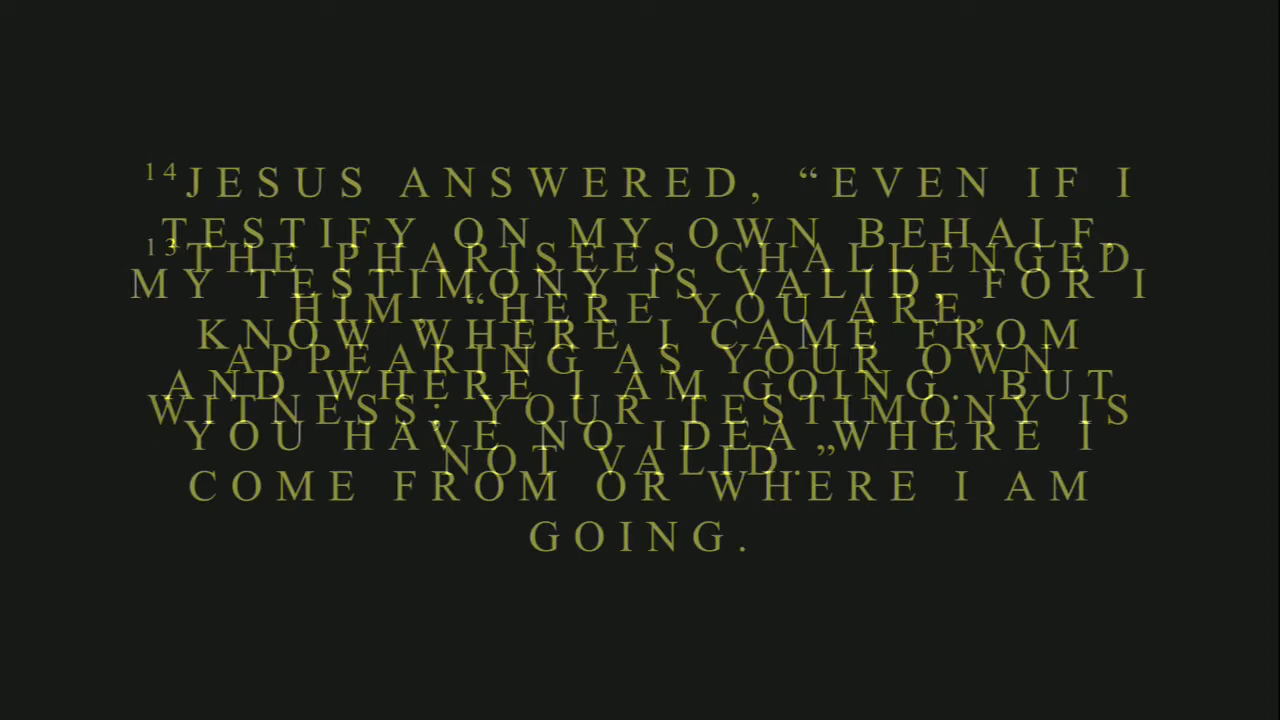 ¹⁴JESUS ANSWERED, “EVEN IF I
TESTIFY ON MY OWN BEHALF,
MY TESTIMONY IS VALID, FOR I
KNOW WHERE I CAME FROM
AND WHERE I AM GOING. BUT
YOU HAVE NO IDEA WHERE I
COME FROM OR WHERE I AM
GOING.
¹³THE PHARISEES CHALLENGED
HIM, “HERE YOU ARE,
APPEARING AS YOUR OWN
WITNESS; YOUR TESTIMONY IS
NOT VALID.”